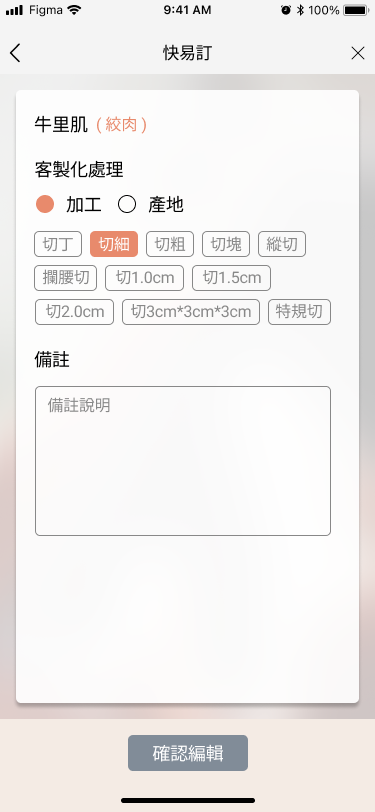 Figma 9:41 AM 100%
快易訂
牛里肌 ( 絞肉 )
客製化處理
加工 產地
切丁 切細 切粗 切塊 縱切
攔腰切 切1.0cm 切1.5cm
切2.0cm 切3cm*3cm*3cm 特規切
備註
備註說明
確認編輯